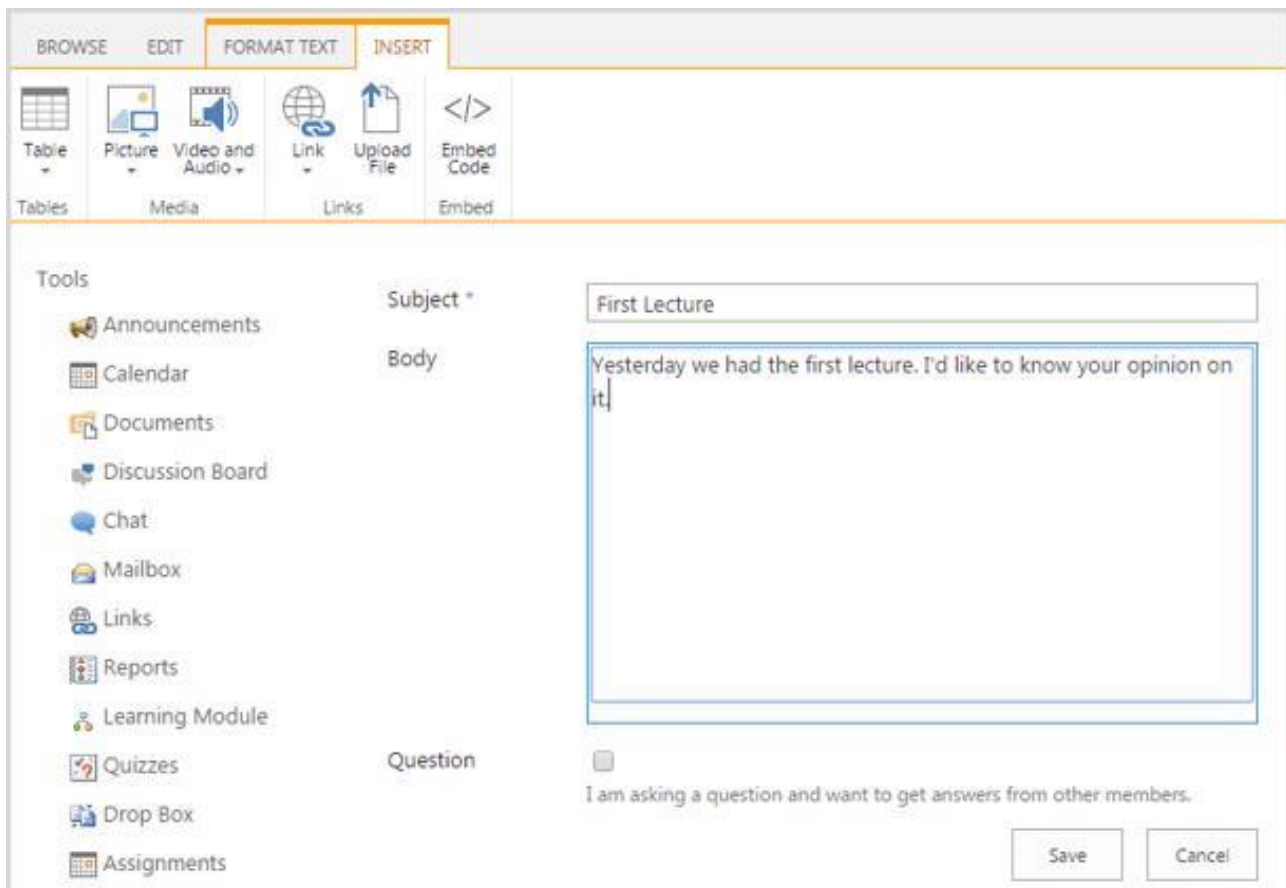 BROWSE EDIT FORMAT TEXT INSERT
Table Picture Video and Audio Link Upload File </> Embed Code
Tables Media Links Embed
Tools
Announcements
Calendar
Documents
Discussion Board
Chat
Mailbox
Links
Reports
Learning Module
Quizzes
Drop Box
Assignments
Subject *
First Lecture
Body
Yesterday we had the first lecture. I'd like to know your opinion on
it.
Question
I am asking a question and want to get answers from other members.
Save Cancel